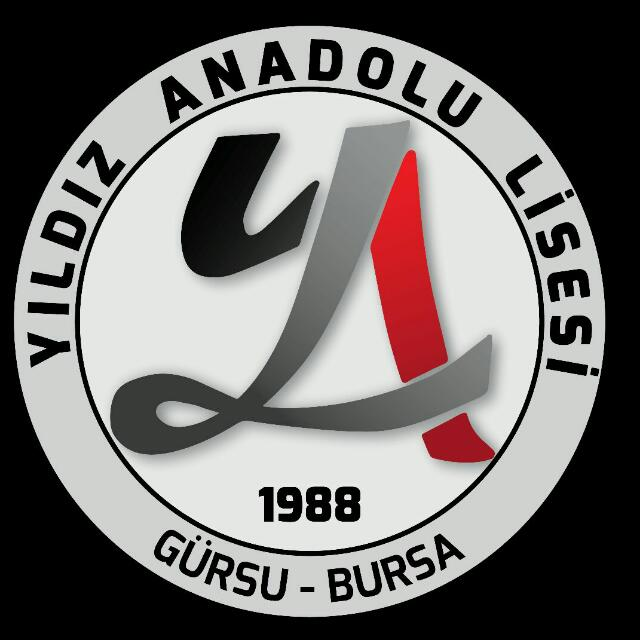 YILDIZ ANADOLU LİSESİ
1988
GÜRSU - BURSA